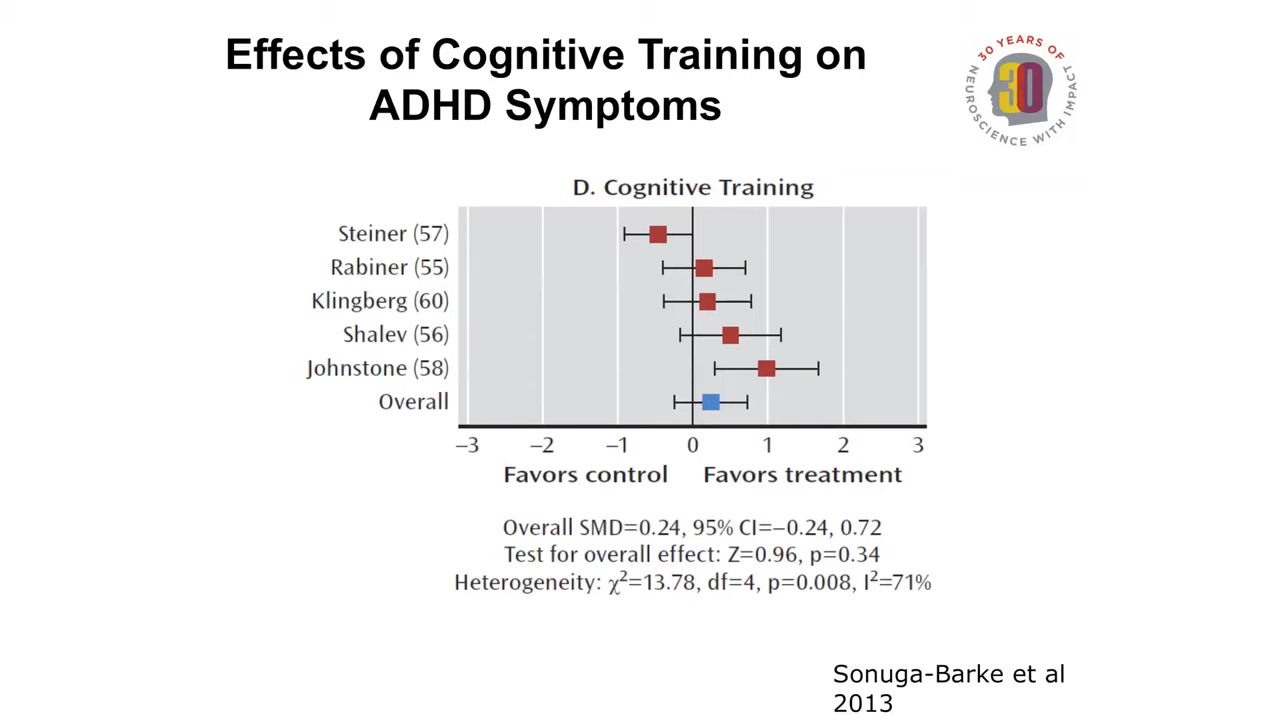 Effects of Cognitive Training on
ADHD Symptoms
30 YEARS OF
30
NEUROSCIENCE WITH IMPACT
D. Cognitive Training
Steiner (57)
Rabiner (55)
Klingberg (60)
Shalev (56)
Johnstone (58)
Overall
−3 −2 −1 0 1 2 3
Favors control Favors treatment
Overall SMD=0.24, 95% CI=−0.24, 0.72
Test for overall effect: Z=0.96, p=0.34
Heterogeneity: χ²=13.78, df=4, p=0.008, I²=71%
Sonuga-Barke et al
2013